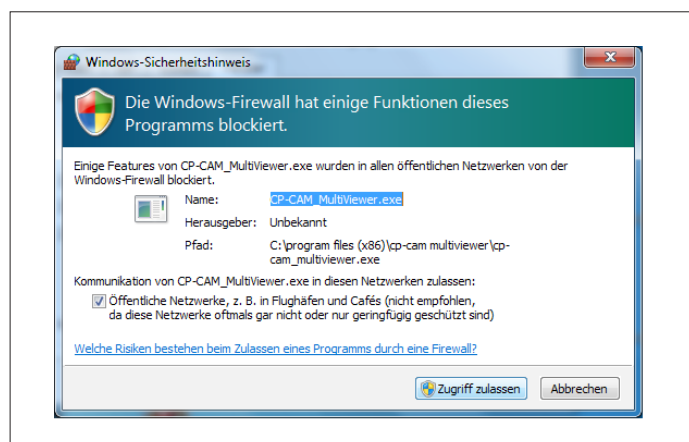 Windows-Sicherheitshinweis
Die Windows-Firewall hat einige Funktionen dieses
Programms blockiert.
Einige Features von CP-CAM_MultiViewer.exe wurden in allen öffentlichen Netzwerken von der
Windows-Firewall blockiert.
Name: CP-CAM_MultiViewer.exe
Herausgeber: Unbekannt
Pfad: C:\program files (x86)\cp-cam multiviewer\cp-
cam_multiviewer.exe
Kommunikation von CP-CAM_MultiViewer.exe in diesen Netzwerken zulassen:
Öffentliche Netzwerke, z. B. in Flughäfen und Cafés (nicht empfohlen,
da diese Netzwerke oftmals gar nicht oder nur geringfügig geschützt sind)
Welche Risiken bestehen beim Zulassen eines Programms durch eine Firewall?
Zugriff zulassen Abbrechen